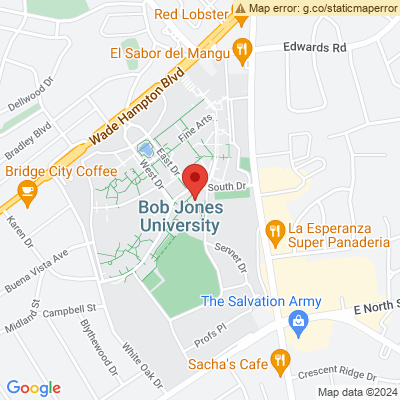 Map error: g.co/staticmaperror
Red Lobster
El Sabor del Mangu
Edwards Rd
Dellwood Dr
Wade Hampton Blvd
Bradley Blvd
Fine Arts
East Dr
West Dr
Bridge City Coffee
South Dr
Bob Jones
University
Karen Dr
La Esperanza
Super Panaderia
Servlet Dr
Buena Vista Ave
The Salvation Army
Midland St
Campbell St
E North S
Blythewood Dr
Profs Pl
White Oak Dr
Sacha's Cafe
Crescent Ridge Dr
Google
Map data ©2024